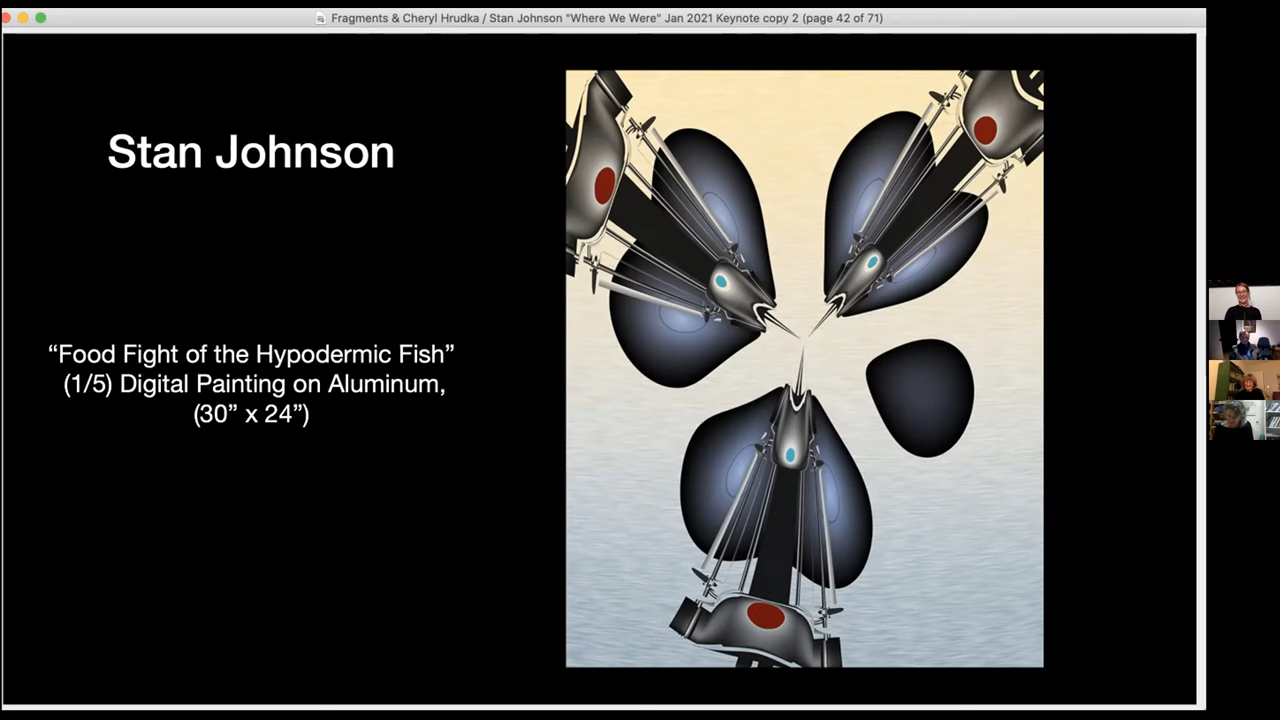 Fragments & Cheryl Hrudka / Stan Johnson "Where We Were" Jan 2021 Keynote copy 2 (page 42 of 71)
Stan Johnson
“Food Fight of the Hypodermic Fish”
(1/5) Digital Painting on Aluminum,
(30” x 24”)